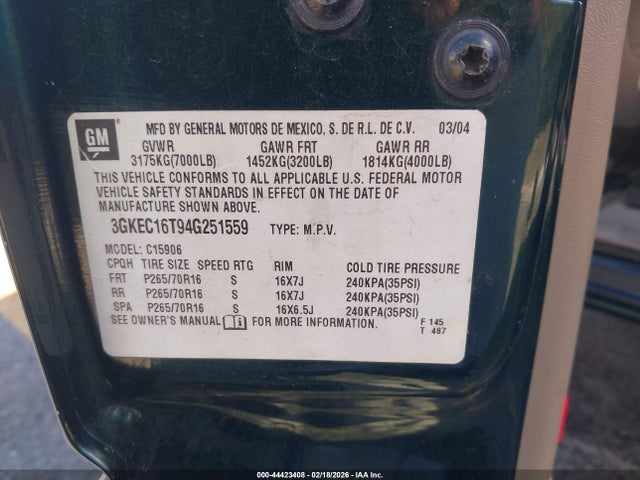 GM
MFD BY GENERAL MOTORS DE MEXICO, S. DE R.L. DE C.V. 03/04
GVWR GAWR FRT GAWR RR
3175KG(7000LB) 1452KG(3200LB) 1814KG(4000LB)
THIS VEHICLE CONFORMS TO ALL APPLICABLE U.S. FEDERAL MOTOR
VEHICLE SAFETY STANDARDS IN EFFECT ON THE DATE OF
MANUFACTURE SHOWN ABOVE.
3GKEC16T94G251559 TYPE: M.P.V.
MODEL: C15906
CPQH TIRE SIZE SPEED RTG RIM COLD TIRE PRESSURE
FRT P265/70R16 S 16X7J 240KPA(35PSI)
RR P265/70R16 S 16X7J 240KPA(35PSI)
SPA P265/70R16 S 16X6.5J 240KPA(35PSI)
SEE OWNER'S MANUAL FOR MORE INFORMATION. F 145
T 487
000-44423408 - 02/18/2026 - IAA Inc.